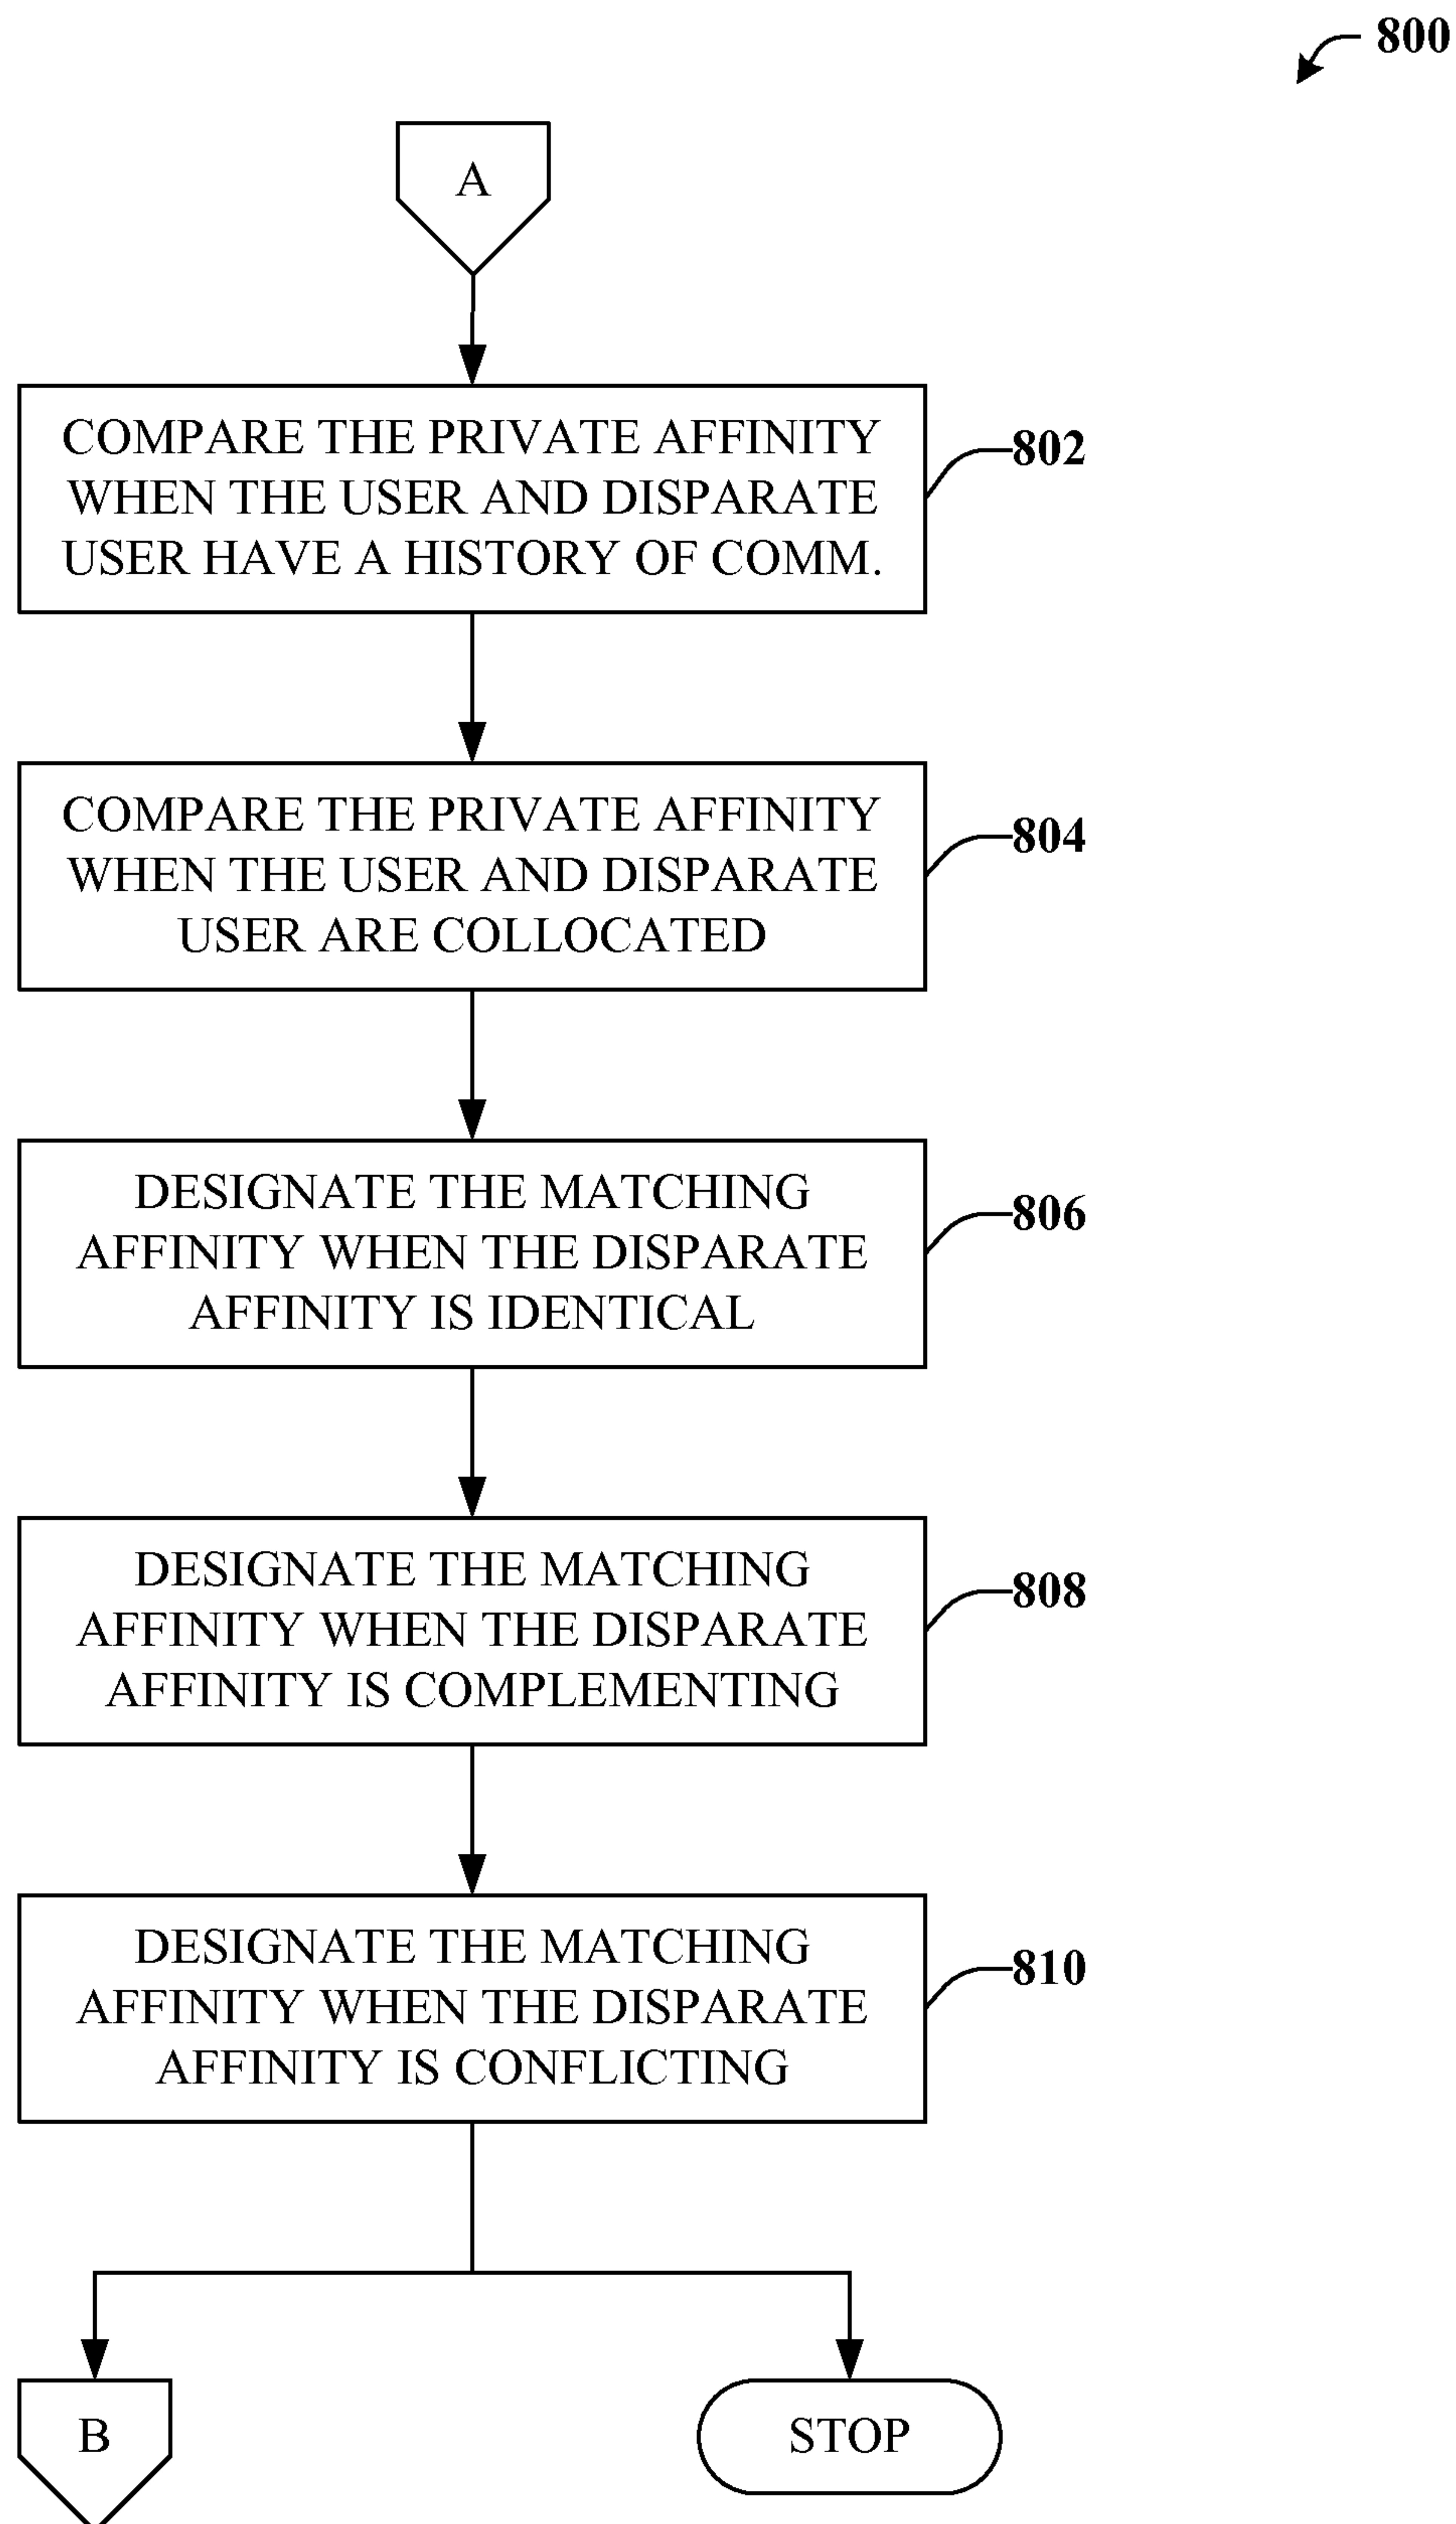 800
A
COMPARE THE PRIVATE AFFINITY
WHEN THE USER AND DISPARATE
USER HAVE A HISTORY OF COMM.
802
COMPARE THE PRIVATE AFFINITY
WHEN THE USER AND DISPARATE
USER ARE COLLOCATED
804
DESIGNATE THE MATCHING
AFFINITY WHEN THE DISPARATE
AFFINITY IS IDENTICAL
806
DESIGNATE THE MATCHING
AFFINITY WHEN THE DISPARATE
AFFINITY IS COMPLEMENTING
808
DESIGNATE THE MATCHING
AFFINITY WHEN THE DISPARATE
AFFINITY IS CONFLICTING
810
B
STOP